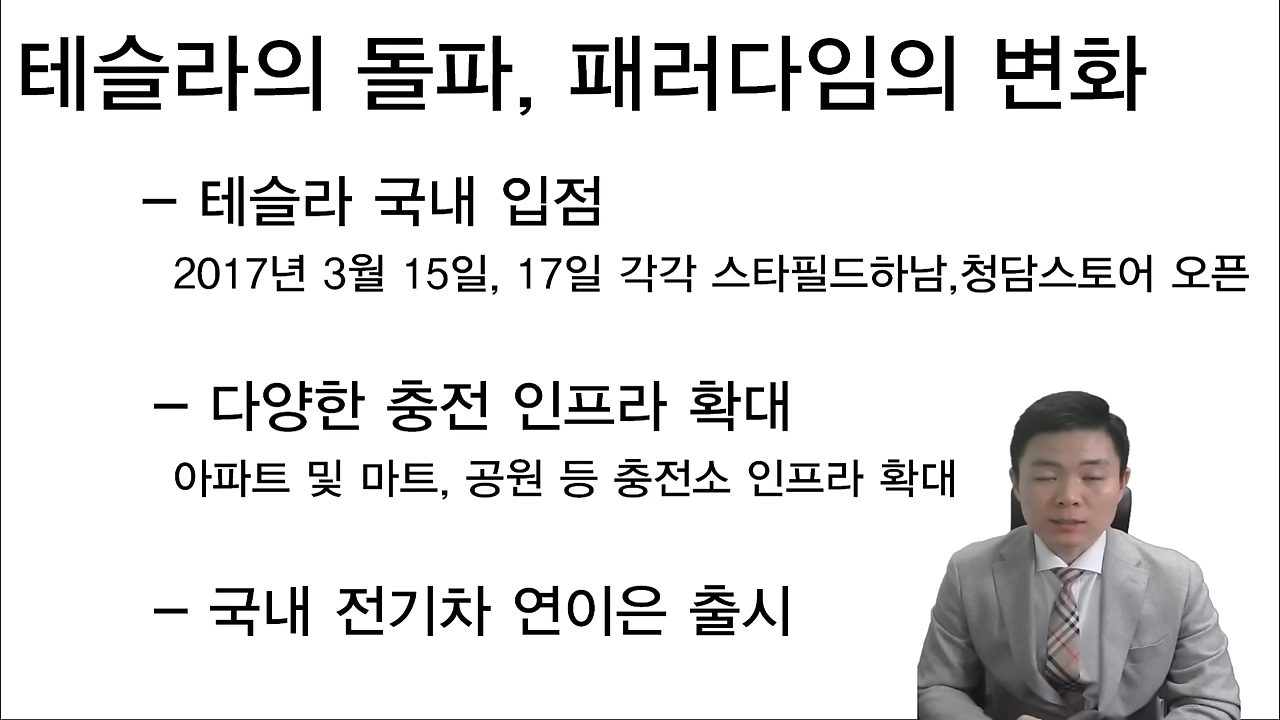 테슬라의 돌파, 패러다임의 변화
- 테슬라 국내 입점
2017년 3월 15일, 17일 각각 스타필드하남,청담스토어 오픈
- 다양한 충전 인프라 확대
아파트 및 마트, 공원 등 충전소 인프라 확대
- 국내 전기차 연이은 출시